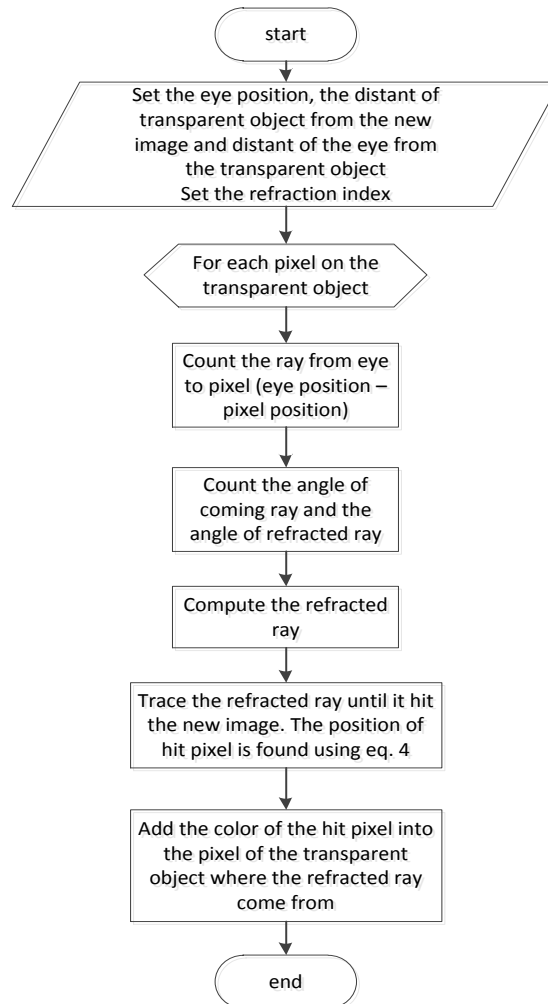 start
Set the eye position, the distant of
transparent object from the new
image and distant of the eye from
the transparent object
Set the refraction index
For each pixel on the
transparent object
Count the ray from eye
to pixel (eye position –
pixel position)
Count the angle of
coming ray and the
angle of refracted ray
Compute the refracted
ray
Trace the refracted ray until it hit
the new image. The position of
hit pixel is found using eq. 4
Add the color of the hit pixel into
the pixel of the transparent
object where the refracted ray
come from
end